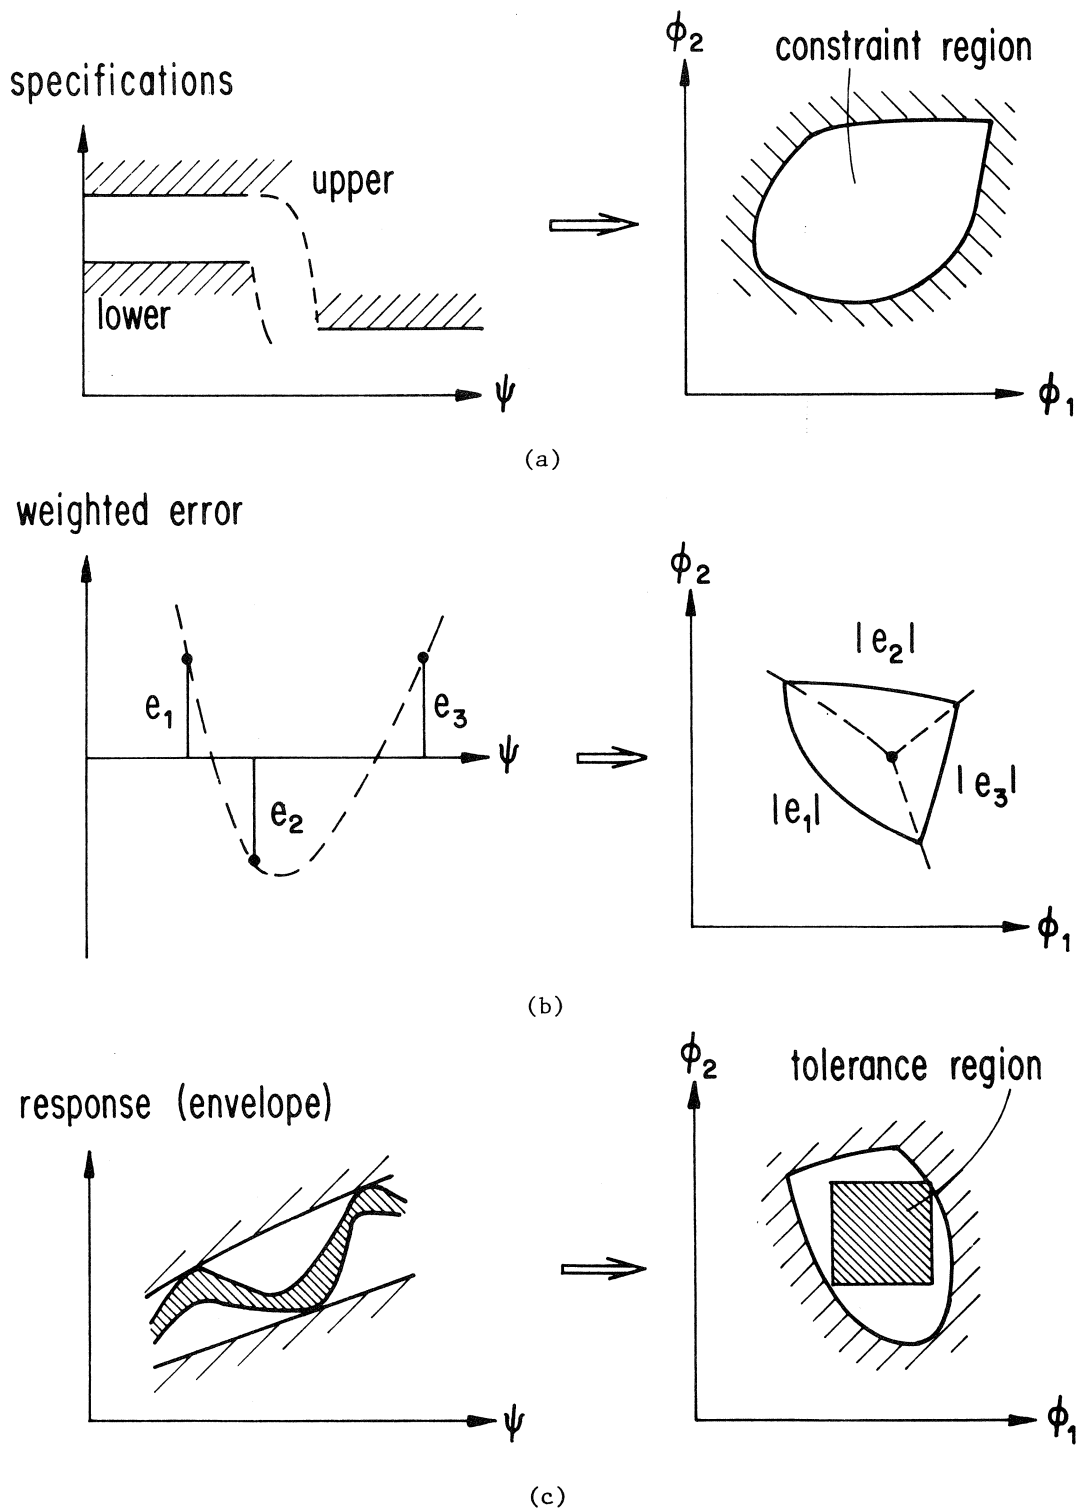 specifications
upper
lower
ψ
ϕ2
constraint region
ϕ1
(a)
weighted error
e1
e2
e3
ψ
ϕ2
|e2|
|e1|
|e3|
ϕ1
(b)
response (envelope)
ψ
ϕ2
tolerance region
ϕ1
(c)